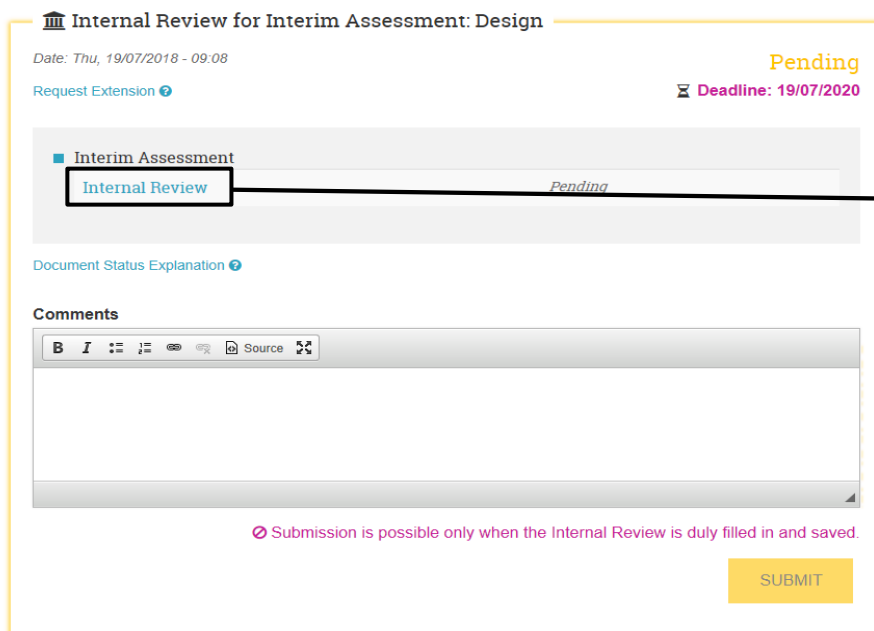 Internal Review for Interim Assessment: Design
Date: Thu, 19/07/2018 - 09:08
Pending
Request Extension
Deadline: 19/07/2020
Interim Assessment
Internal Review
Pending
Document Status Explanation
Comments
B I Source
Submission is possible only when the Internal Review is duly filled in and saved.
SUBMIT